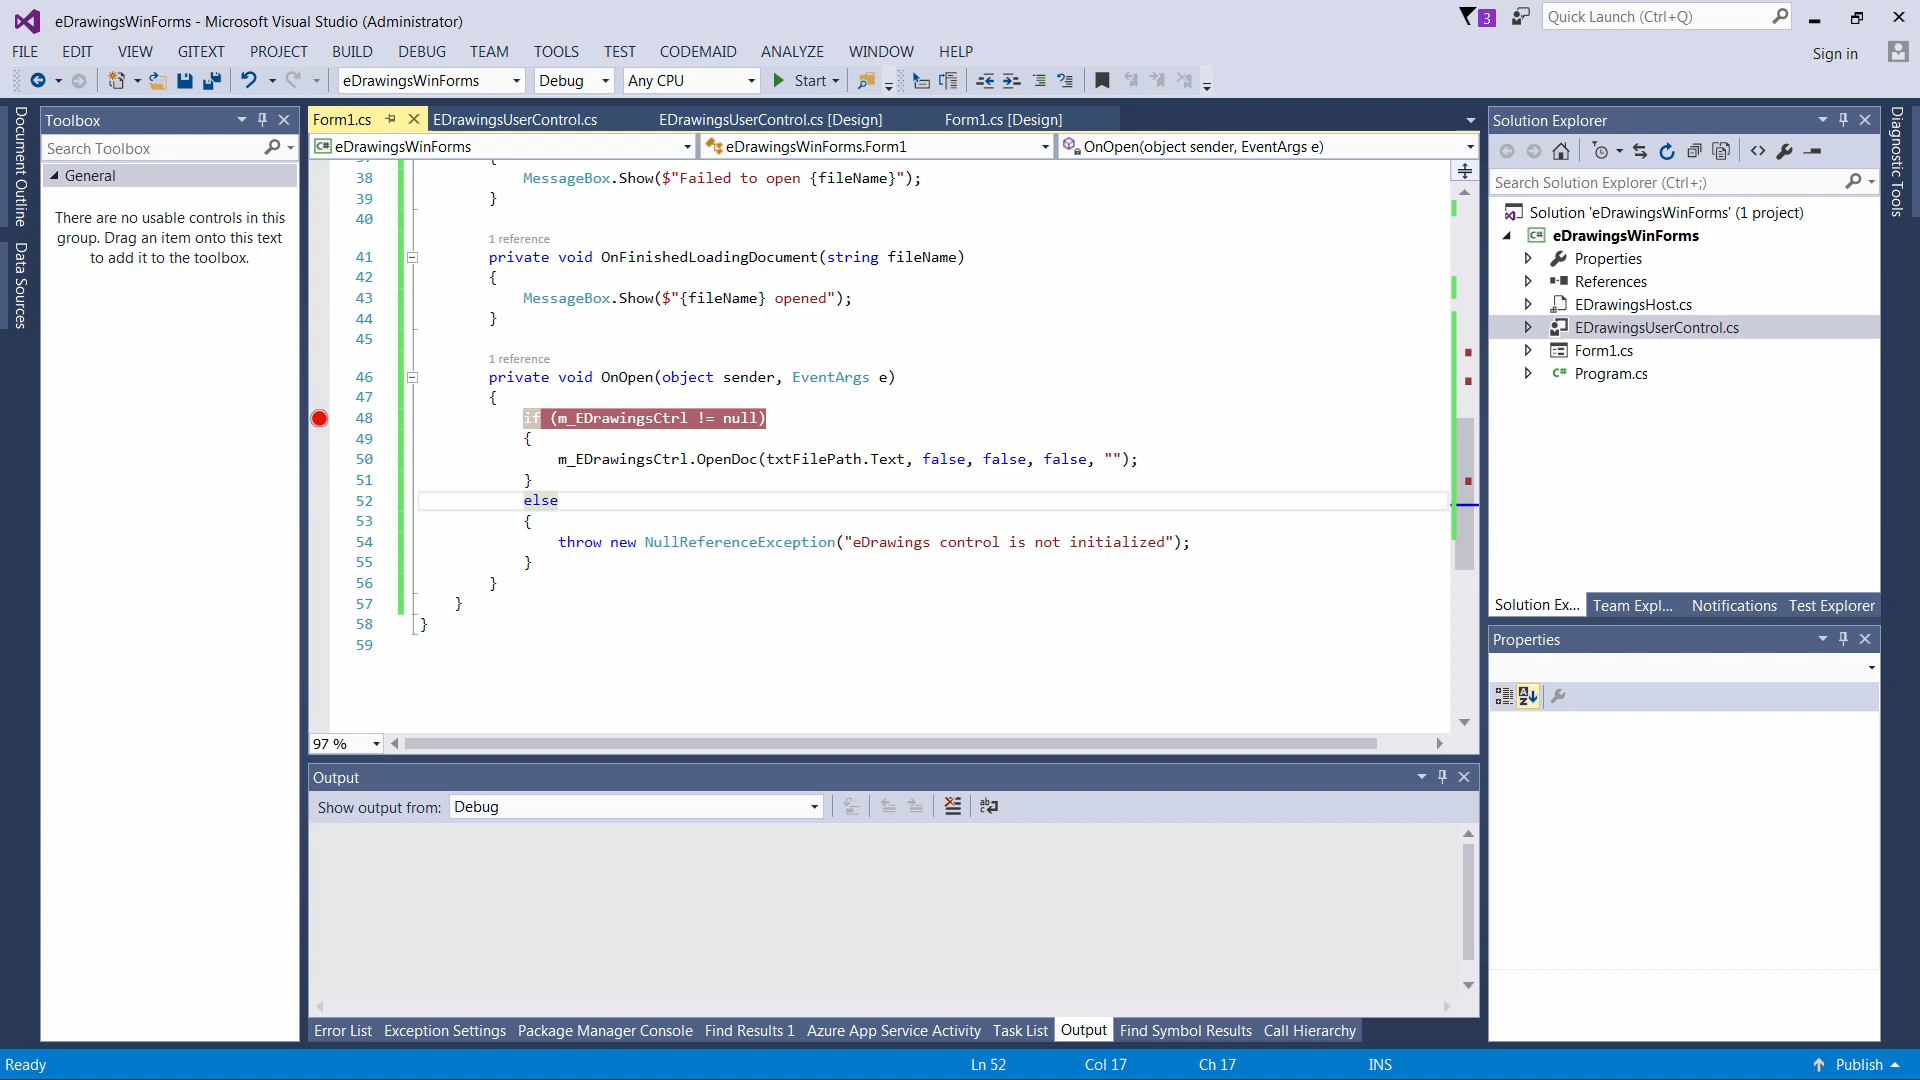 eDrawingsWinForms - Microsoft Visual Studio (Administrator)
3
Quick Launch (Ctrl+Q)
FILE EDIT VIEW GITEXT PROJECT BUILD DEBUG TEAM TOOLS TEST CODEMAID ANALYZE WINDOW HELP
Sign in
eDrawingsWinForms Debug Any CPU Start
Document Outline
Data Sources
Toolbox
Search Toolbox
General
There are no usable controls in this
group. Drag an item onto this text
to add it to the toolbox.
Form1.cs EDrawingsUserControl.cs EDrawingsUserControl.cs [Design] Form1.cs [Design]
eDrawingsWinForms eDrawingsWinForms.Form1 OnOpen(object sender, EventArgs e)
37 {
38 MessageBox.Show($"Failed to open {fileName}");
39 }
40
1 reference
41 private void OnFinishedLoadingDocument(string fileName)
42 {
43 MessageBox.Show($"{fileName} opened");
44 }
45
1 reference
46 private void OnOpen(object sender, EventArgs e)
47 {
48 if (m_EDrawingsCtrl != null)
49 {
50 m_EDrawingsCtrl.OpenDoc(txtFilePath.Text, false, false, false, "");
51 }
52 else
53 {
54 throw new NullReferenceException("eDrawings control is not initialized");
55 }
56 }
57 }
58 }
59
97 %
Output
Show output from: Debug
Error List Exception Settings Package Manager Console Find Results 1 Azure App Service Activity Task List Output Find Symbol Results Call Hierarchy
Solution Explorer
Search Solution Explorer (Ctrl+;)
Solution 'eDrawingsWinForms' (1 project)
eDrawingsWinForms
Properties
References
EDrawingsHost.cs
EDrawingsUserControl.cs
Form1.cs
Program.cs
Solution Ex... Team Expl... Notifications Test Explorer
Properties
Diagnostic Tools
Ready Ln 52 Col 17 Ch 17 INS Publish